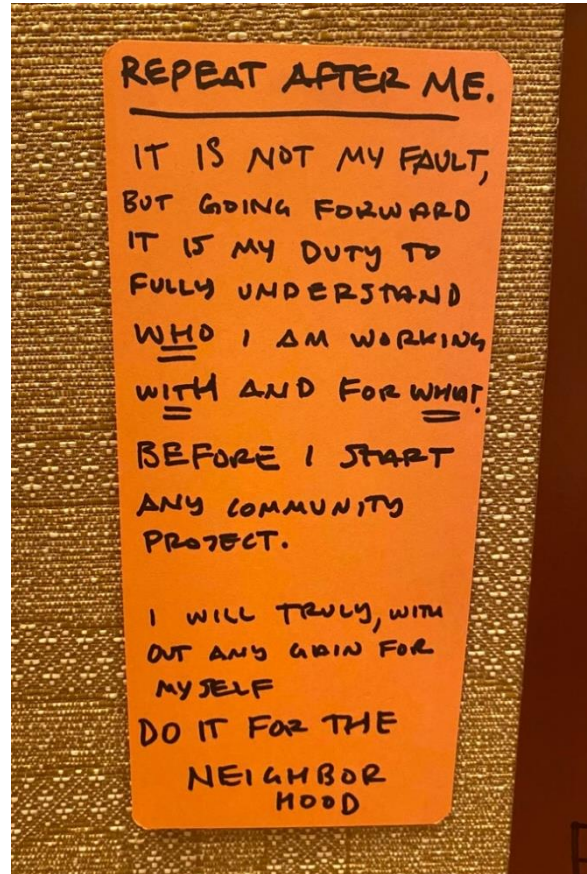 REPEAT AFTER ME.
IT IS NOT MY FAULT,
BUT GOING FORWARD
IT IS MY DUTY TO
FULLY UNDERSTAND
WHO I AM WORKING
WITH AND FOR WHAT.
BEFORE I START
ANY COMMUNITY
PROJECT.
I WILL TRULY, WITH
OUT ANY GAIN FOR
MYSELF
DO IT FOR THE
NEIGHBOR
HOOD